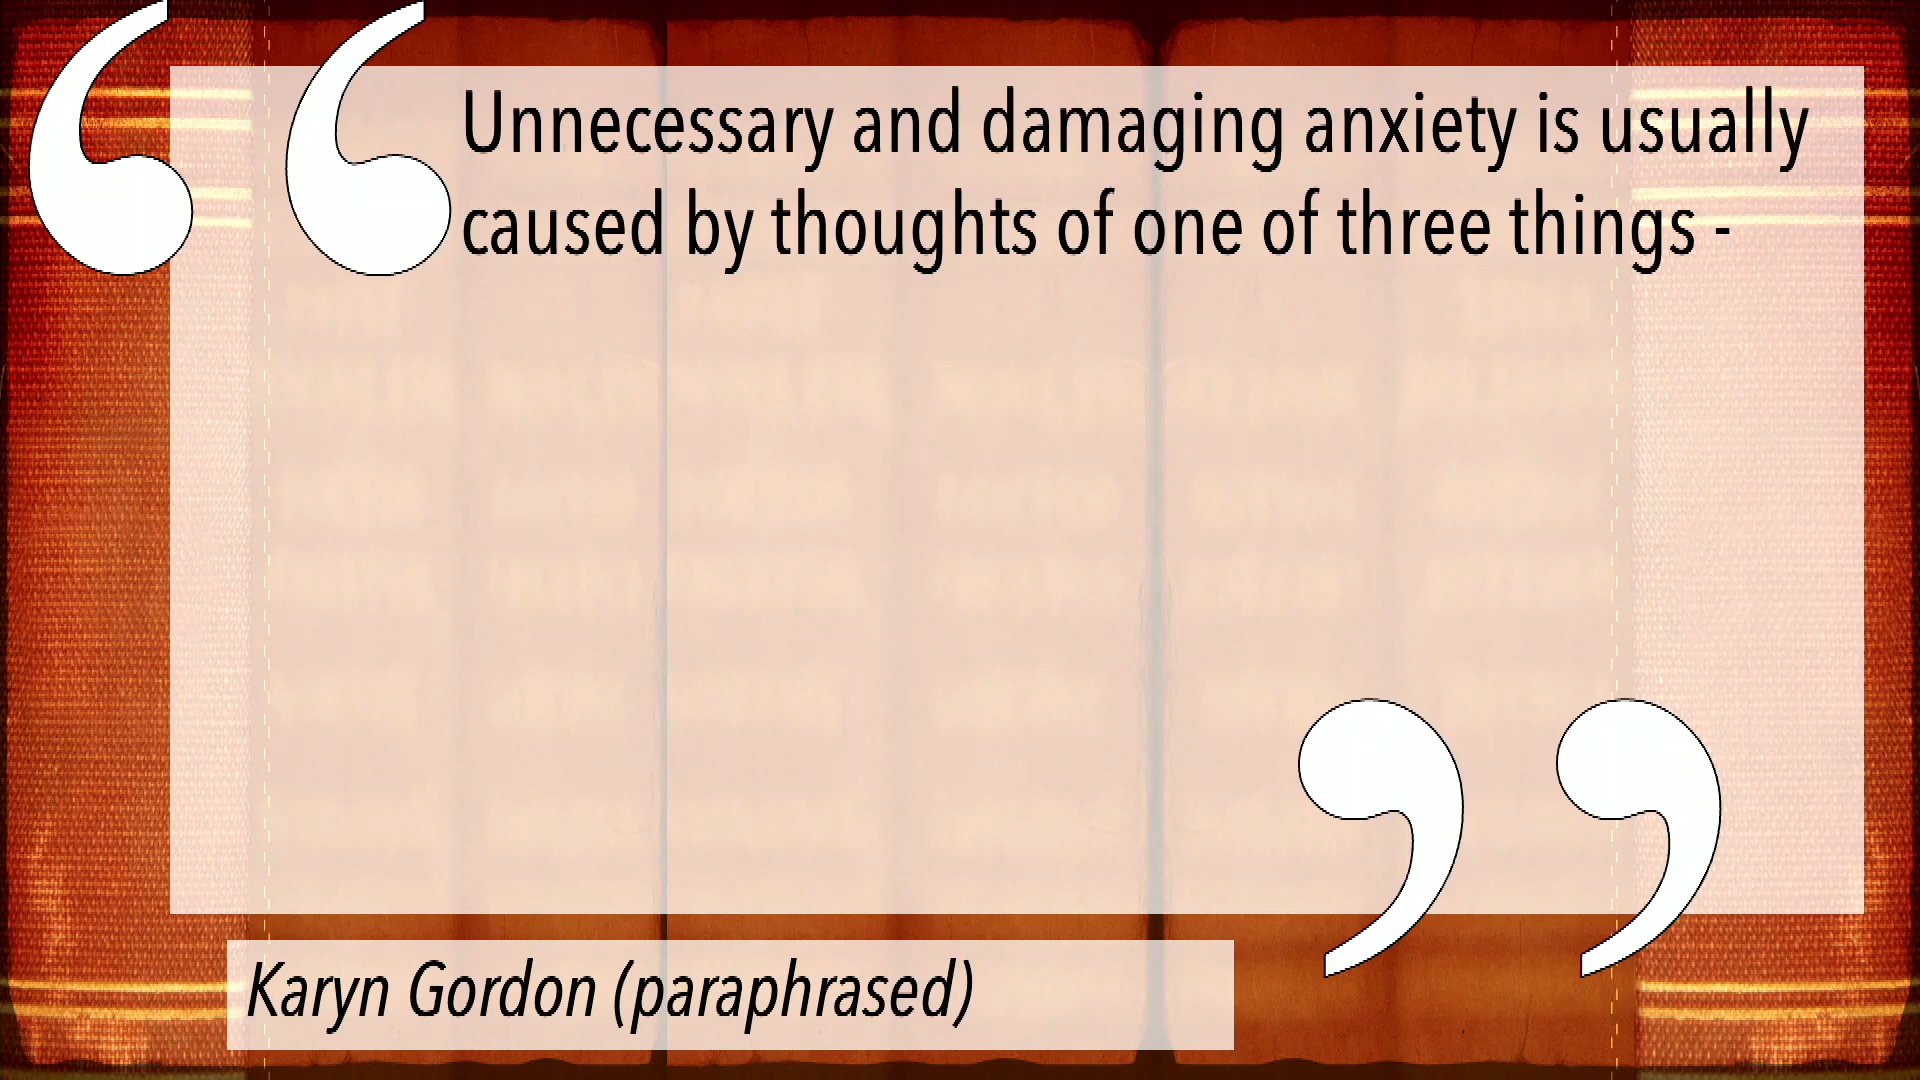 Unnecessary and damaging anxiety is usually
caused by thoughts of one of three things -
Karyn Gordon (paraphrased)